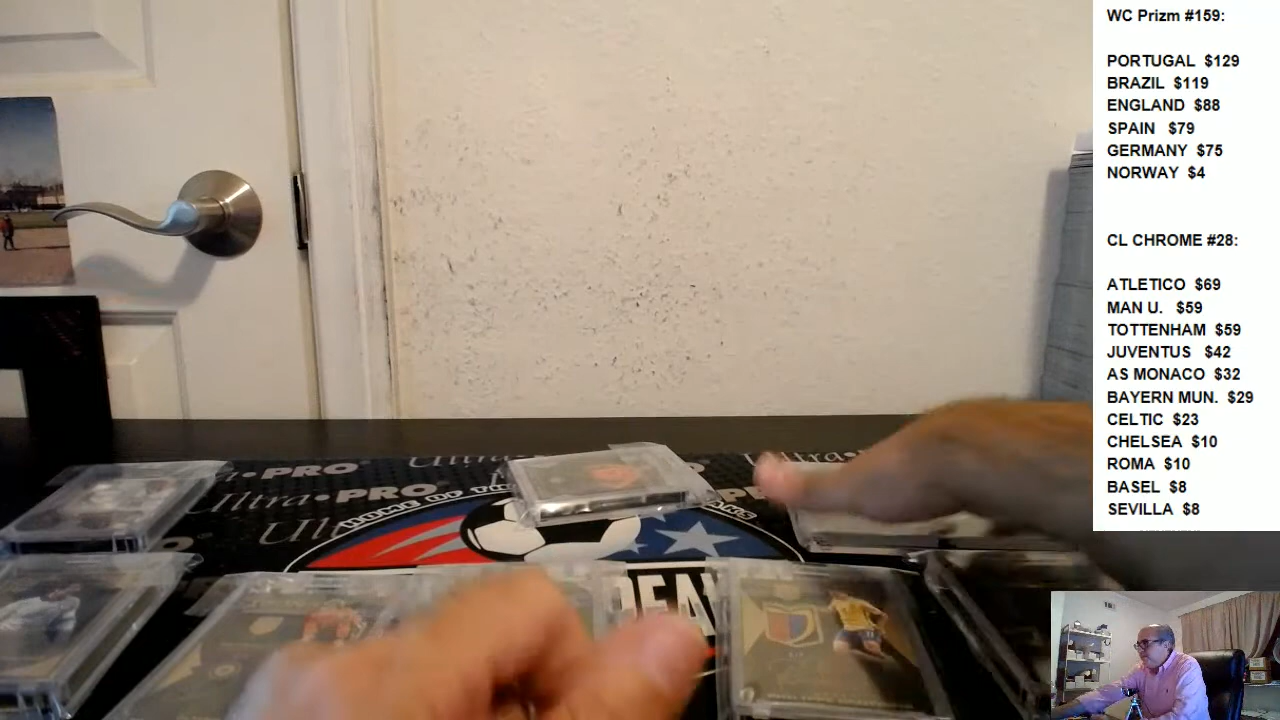 WC Prizm #159:
PORTUGAL $129
BRAZIL $119
ENGLAND $88
SPAIN $79
GERMANY $75
NORWAY $4
CL CHROME #28:
ATLETICO $69
MAN U. $59
TOTTENHAM $59
JUVENTUS $42
AS MONACO $32
BAYERN MUN. $29
CELTIC $23
CHELSEA $10
ROMA $10
BASEL $8
SEVILLA $8
PRO
Ultra PRO
HOME OF